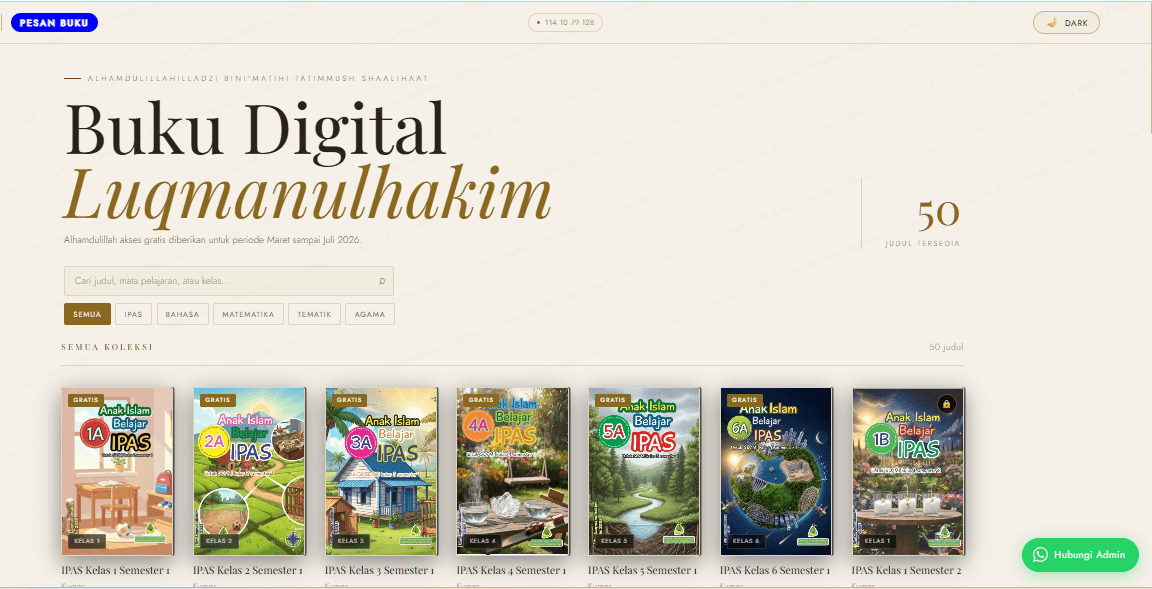 PESAN BUKU
114.10.79.128
DARK
ALHAMDULILLAHILLADZI BINI'MATIHI TATIMMUSH SHAALIHAAT
Buku Digital
Luqmanulhakim
Alhamdulillah akses gratis diberikan untuk periode Maret sampai Juli 2026.
50
JUDUL TERSEDIA
Cari judul, mata pelajaran, atau kelas...
SEMUA IPAS BAHASA MATEMATIKA TEMATIK AGAMA
SEMUA KOLEKSI
50 judul
GRATIS
Anak Islam
Belajar
1A IPAS
KELAS 1
GRATIS
Anak Islam
Belajar
2A IPAS
KELAS 2
GRATIS
Anak Islam
Belajar
3A IPAS
KELAS 3
GRATIS
Anak Islam
Belajar
4A IPAS
KELAS 4
GRATIS
Anak Islam
Belajar
5A IPAS
KELAS 5
GRATIS
Anak Islam
Belajar
6A IPAS
KELAS 6
Anak Islam
Belajar
1B IPAS
KELAS 1
IPAS Kelas 1 Semester 1
IPAS Kelas 2 Semester 1
IPAS Kelas 3 Semester 1
IPAS Kelas 4 Semester 1
IPAS Kelas 5 Semester 1
IPAS Kelas 6 Semester 1
IPAS Kelas 1 Semester 2
Hubungi Admin